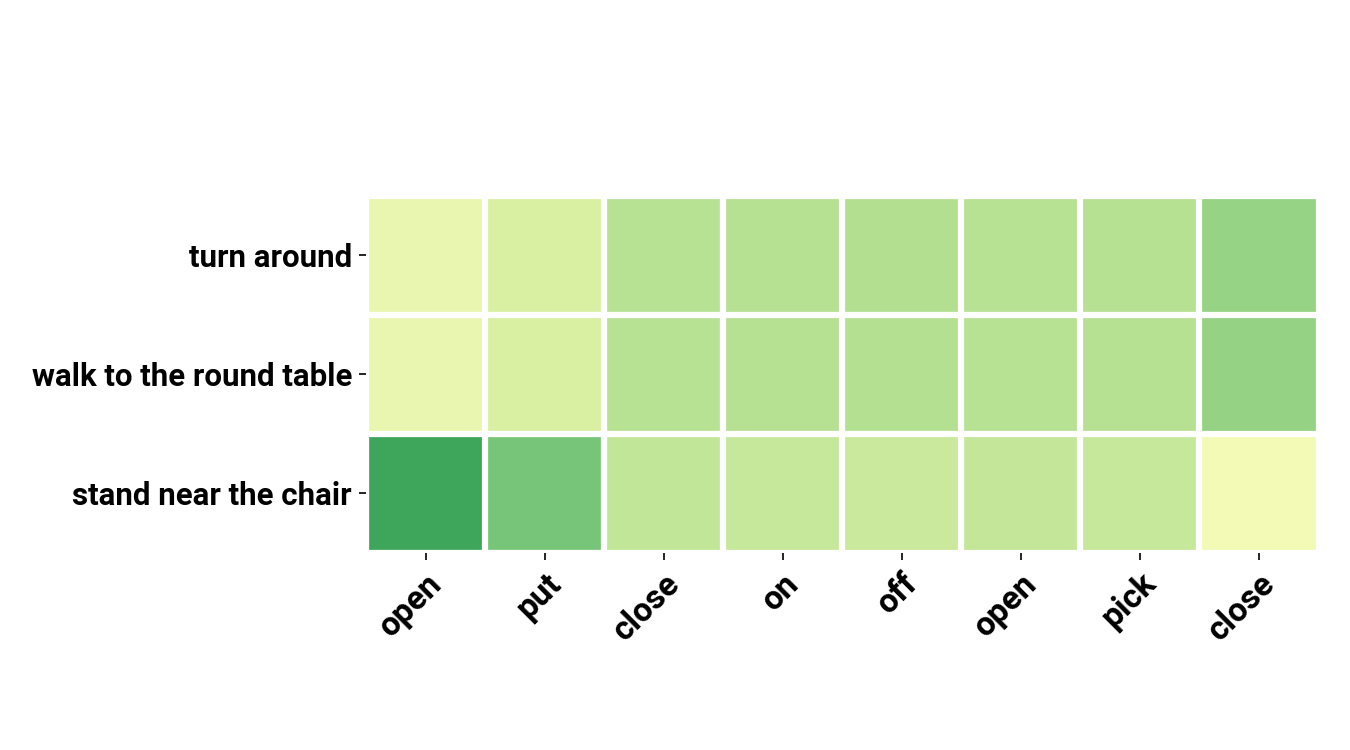 turn around
walk to the round table
stand near the chair
open
put
close
on
off
open
pick
close